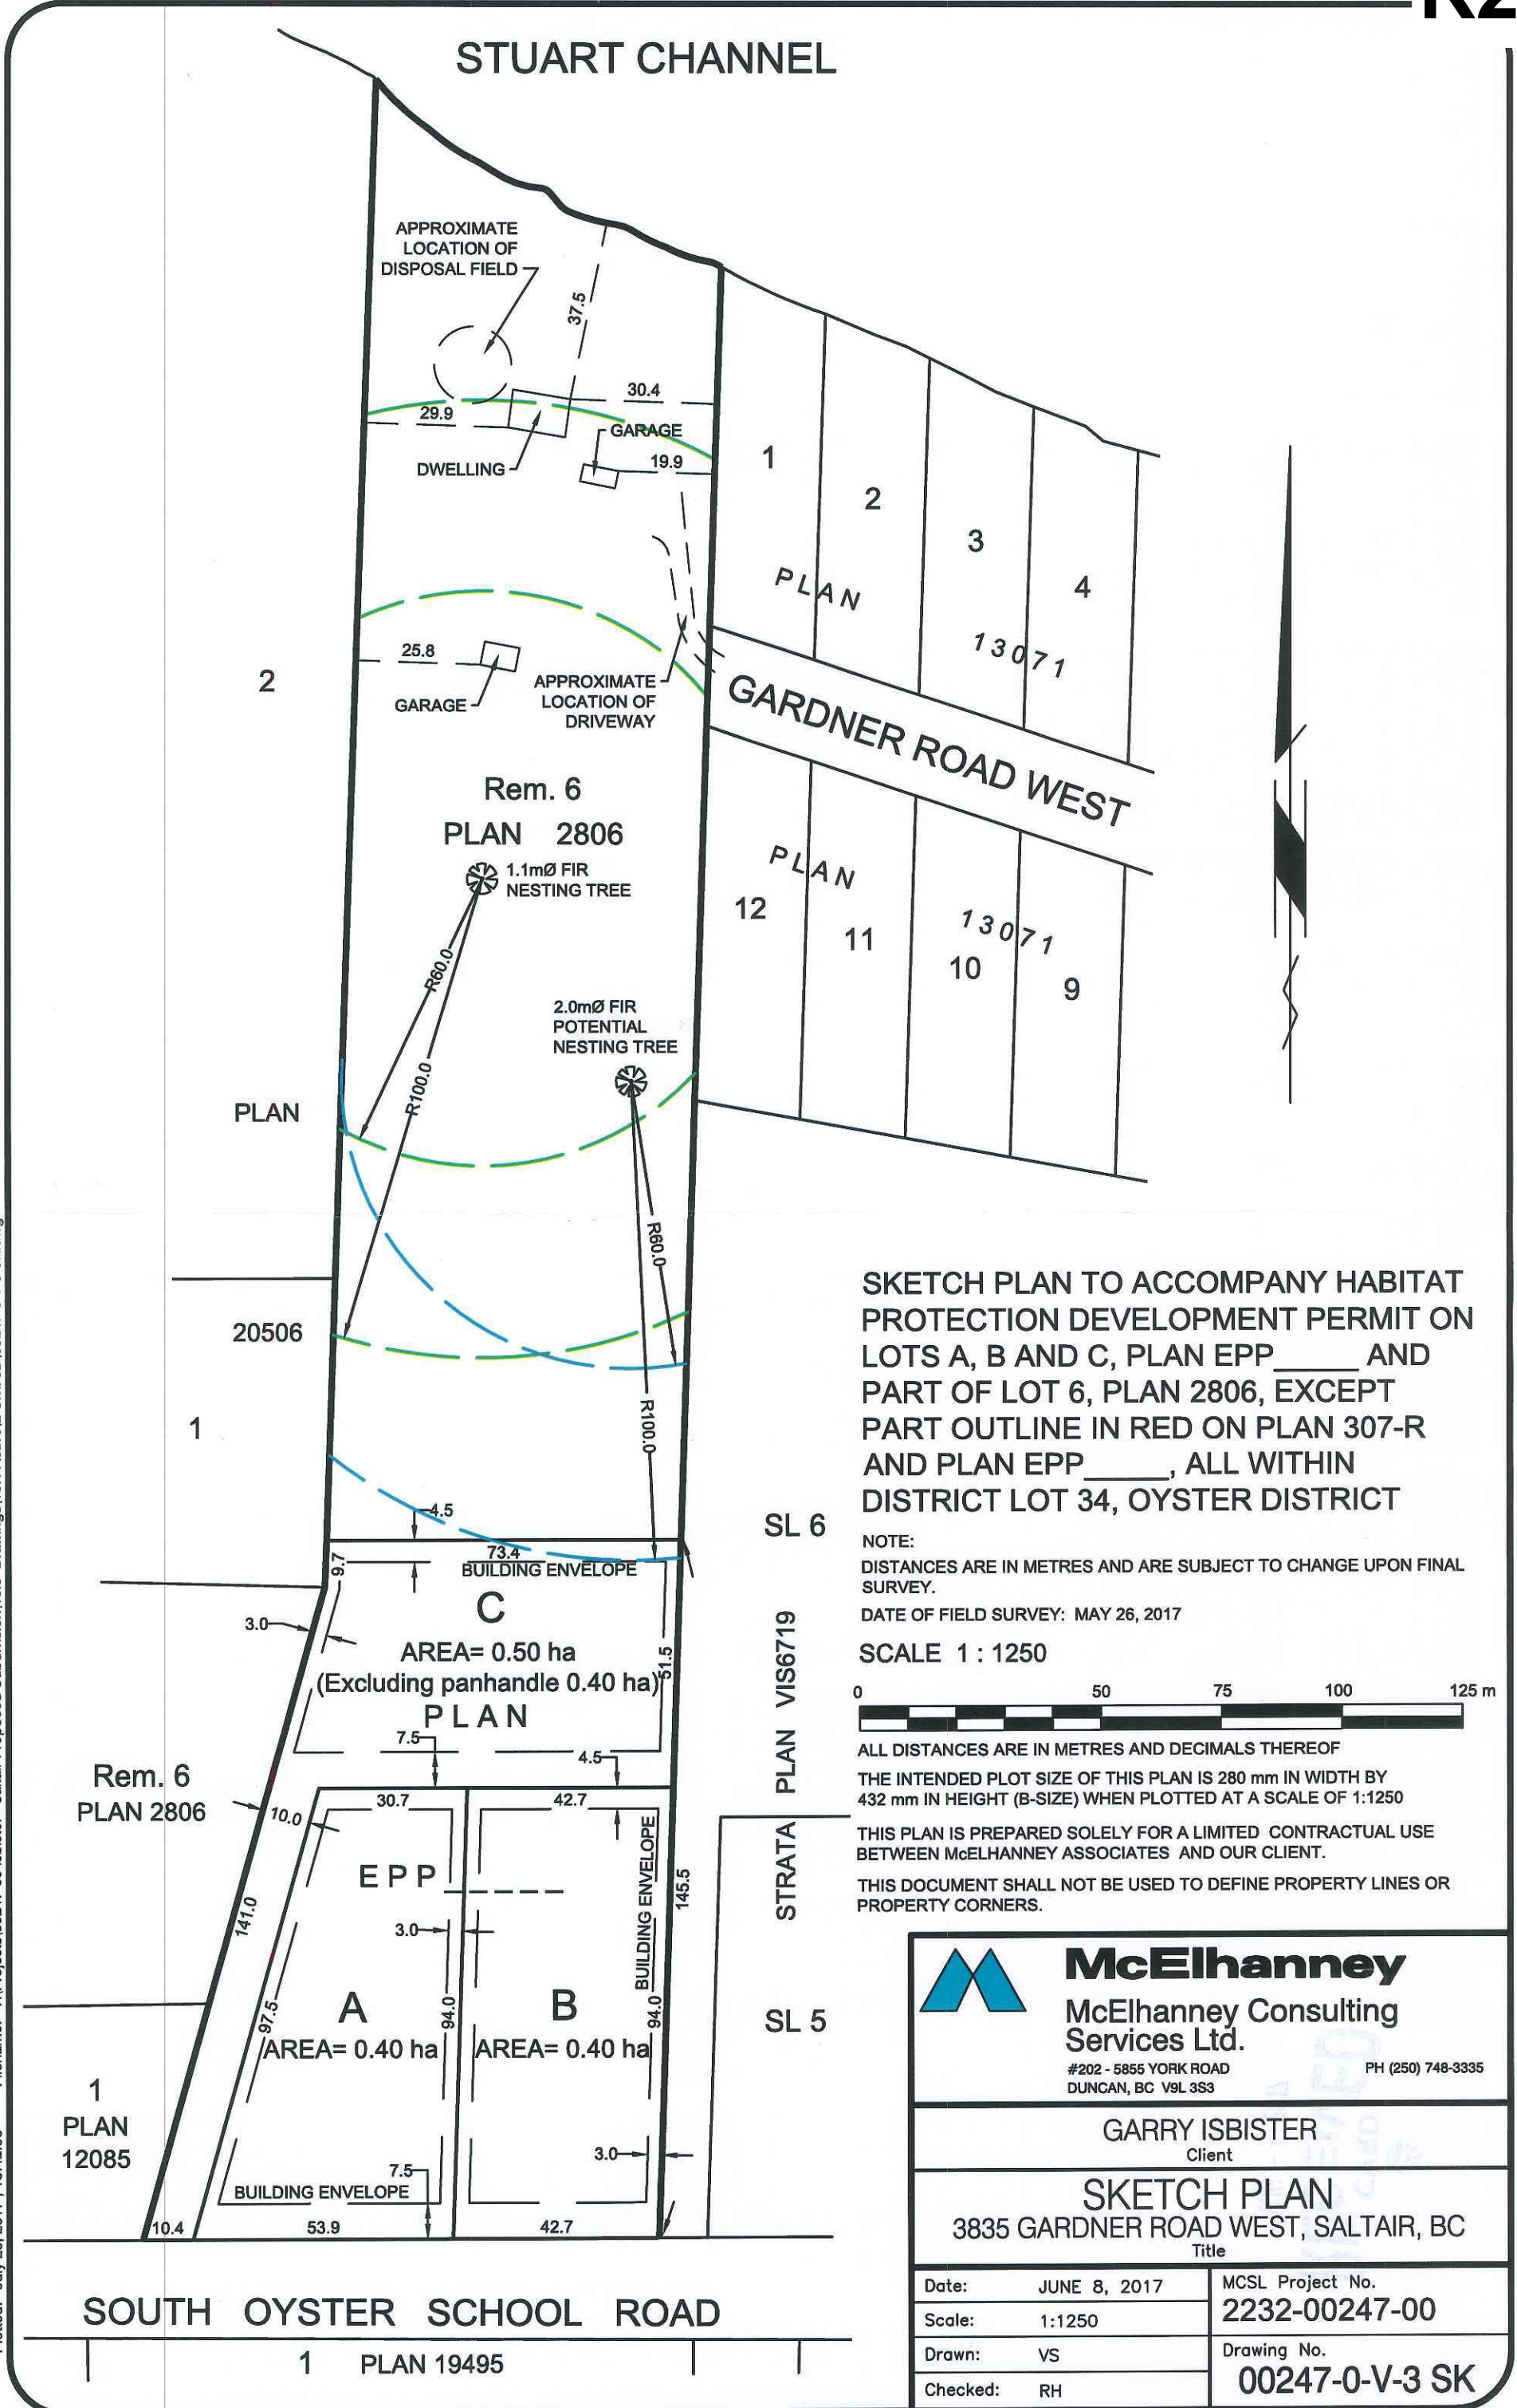 R2
STUART CHANNEL
APPROXIMATE
LOCATION OF
DISPOSAL FIELD
37.5
30.4
29.9
GARAGE
DWELLING
19.9
1
2
3
4
PLAN
13071
2
25.8
GARAGE
APPROXIMATE
LOCATION OF
DRIVEWAY
GARDNER ROAD WEST
Rem. 6
PLAN 2806
1.1mØ FIR
NESTING TREE
PLAN
13071
12
11
10
9
R60.0
R100.0
2.0mØ FIR
POTENTIAL
NESTING TREE
PLAN
R60.0
R100.0
20506
1
SKETCH PLAN TO ACCOMPANY HABITAT
PROTECTION DEVELOPMENT PERMIT ON
LOTS A, B AND C, PLAN EPP_____ AND
PART OF LOT 6, PLAN 2806, EXCEPT
PART OUTLINE IN RED ON PLAN 307-R
AND PLAN EPP_____, ALL WITHIN
DISTRICT LOT 34, OYSTER DISTRICT
NOTE:
DISTANCES ARE IN METRES AND ARE SUBJECT TO CHANGE UPON FINAL
SURVEY.
DATE OF FIELD SURVEY: MAY 26, 2017
SCALE 1 : 1250
0 50 75 100 125 m
ALL DISTANCES ARE IN METRES AND DECIMALS THEREOF
THE INTENDED PLOT SIZE OF THIS PLAN IS 280 mm IN WIDTH BY
432 mm IN HEIGHT (B-SIZE) WHEN PLOTTED AT A SCALE OF 1:1250
THIS PLAN IS PREPARED SOLELY FOR A LIMITED CONTRACTUAL USE
BETWEEN McELHANNEY ASSOCIATES AND OUR CLIENT.
THIS DOCUMENT SHALL NOT BE USED TO DEFINE PROPERTY LINES OR
PROPERTY CORNERS.
SL 6
4.5
73.4
BUILDING ENVELOPE
9.7
3.0
C
AREA= 0.50 ha
(Excluding panhandle 0.40 ha)
PLAN
51.5
7.5
4.5
STRATA PLAN VIS6719
Rem. 6
PLAN 2806
10.0
30.7
42.7
EPP
BUILDING ENVELOPE
145.5
3.0
141.0
97.5
94.0
94.0
A
AREA= 0.40 ha
B
AREA= 0.40 ha
SL 5
1
PLAN
12085
3.0
7.5
BUILDING ENVELOPE
10.4
53.9
42.7
SOUTH OYSTER SCHOOL ROAD
1 PLAN 19495
McElhanney
McElhanney Consulting
Services Ltd.
#202 - 5855 YORK ROAD
DUNCAN, BC V9L 3S3
PH (250) 748-3335
GARRY ISBISTER
Client
SKETCH PLAN
3835 GARDNER ROAD WEST, SALTAIR, BC
Title
Date: JUNE 8, 2017
Scale: 1:1250
Drawn: VS
Checked: RH
MCSL Project No.
2232-00247-00
Drawing No.
00247-0-V-3 SK